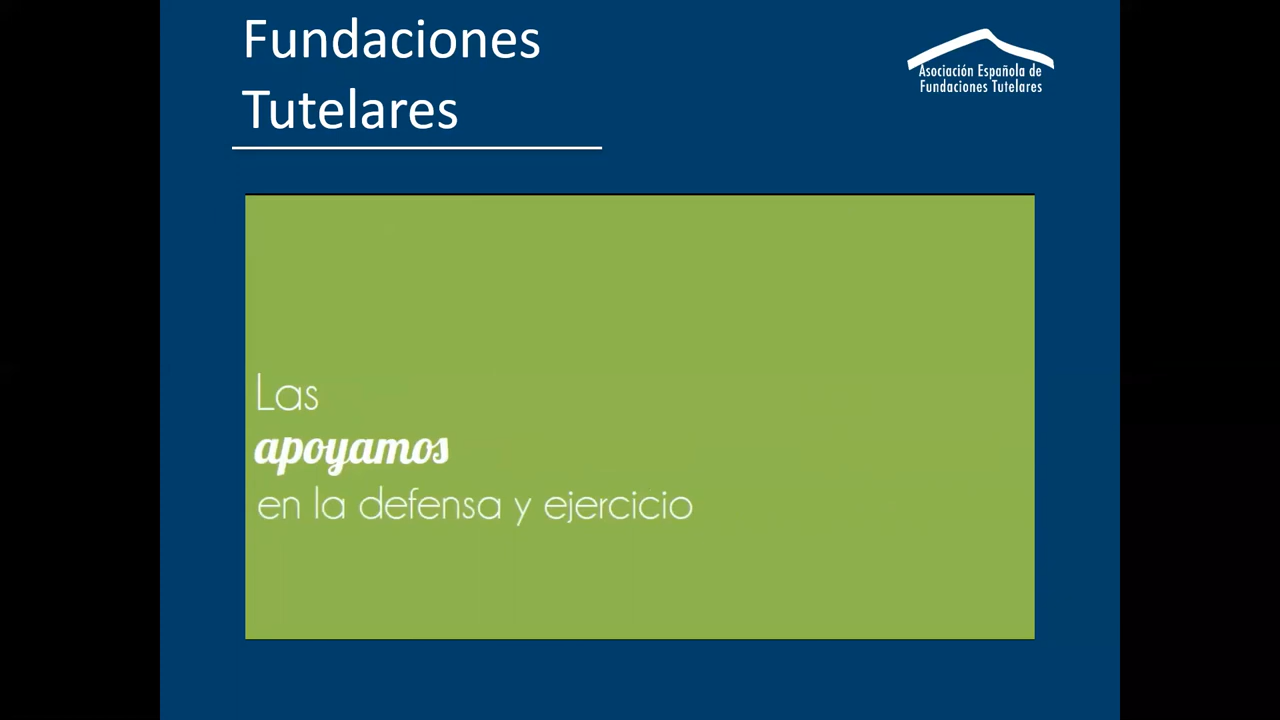 Fundaciones
Tutelares
Asociación Española de
Fundaciones Tutelares
Las
apoyamos
en la defensa y ejercicio